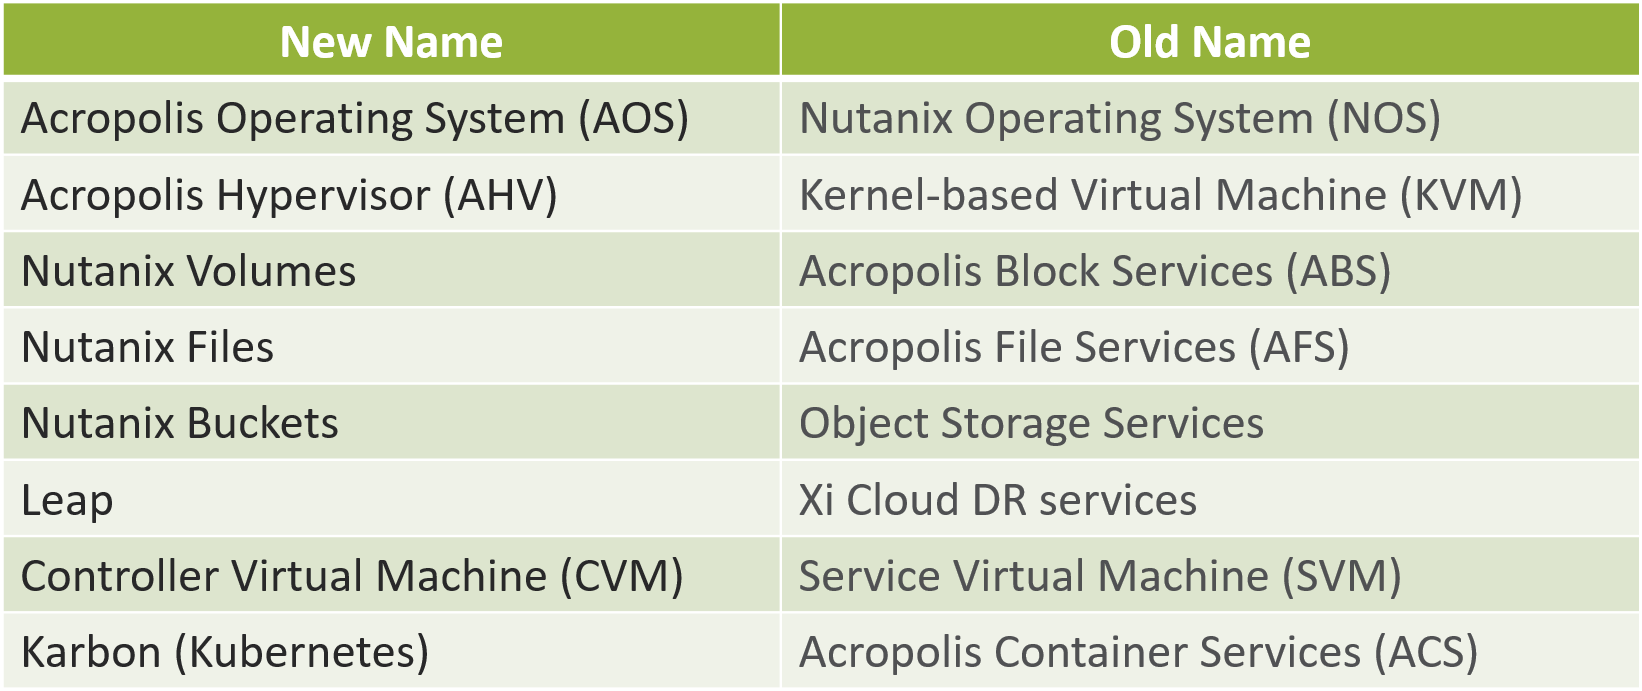 New Name Old Name
Acropolis Operating System (AOS) Nutanix Operating System (NOS)
Acropolis Hypervisor (AHV) Kernel-based Virtual Machine (KVM)
Nutanix Volumes Acropolis Block Services (ABS)
Nutanix Files Acropolis File Services (AFS)
Nutanix Buckets Object Storage Services
Leap Xi Cloud DR services
Controller Virtual Machine (CVM) Service Virtual Machine (SVM)
Karbon (Kubernetes) Acropolis Container Services (ACS)